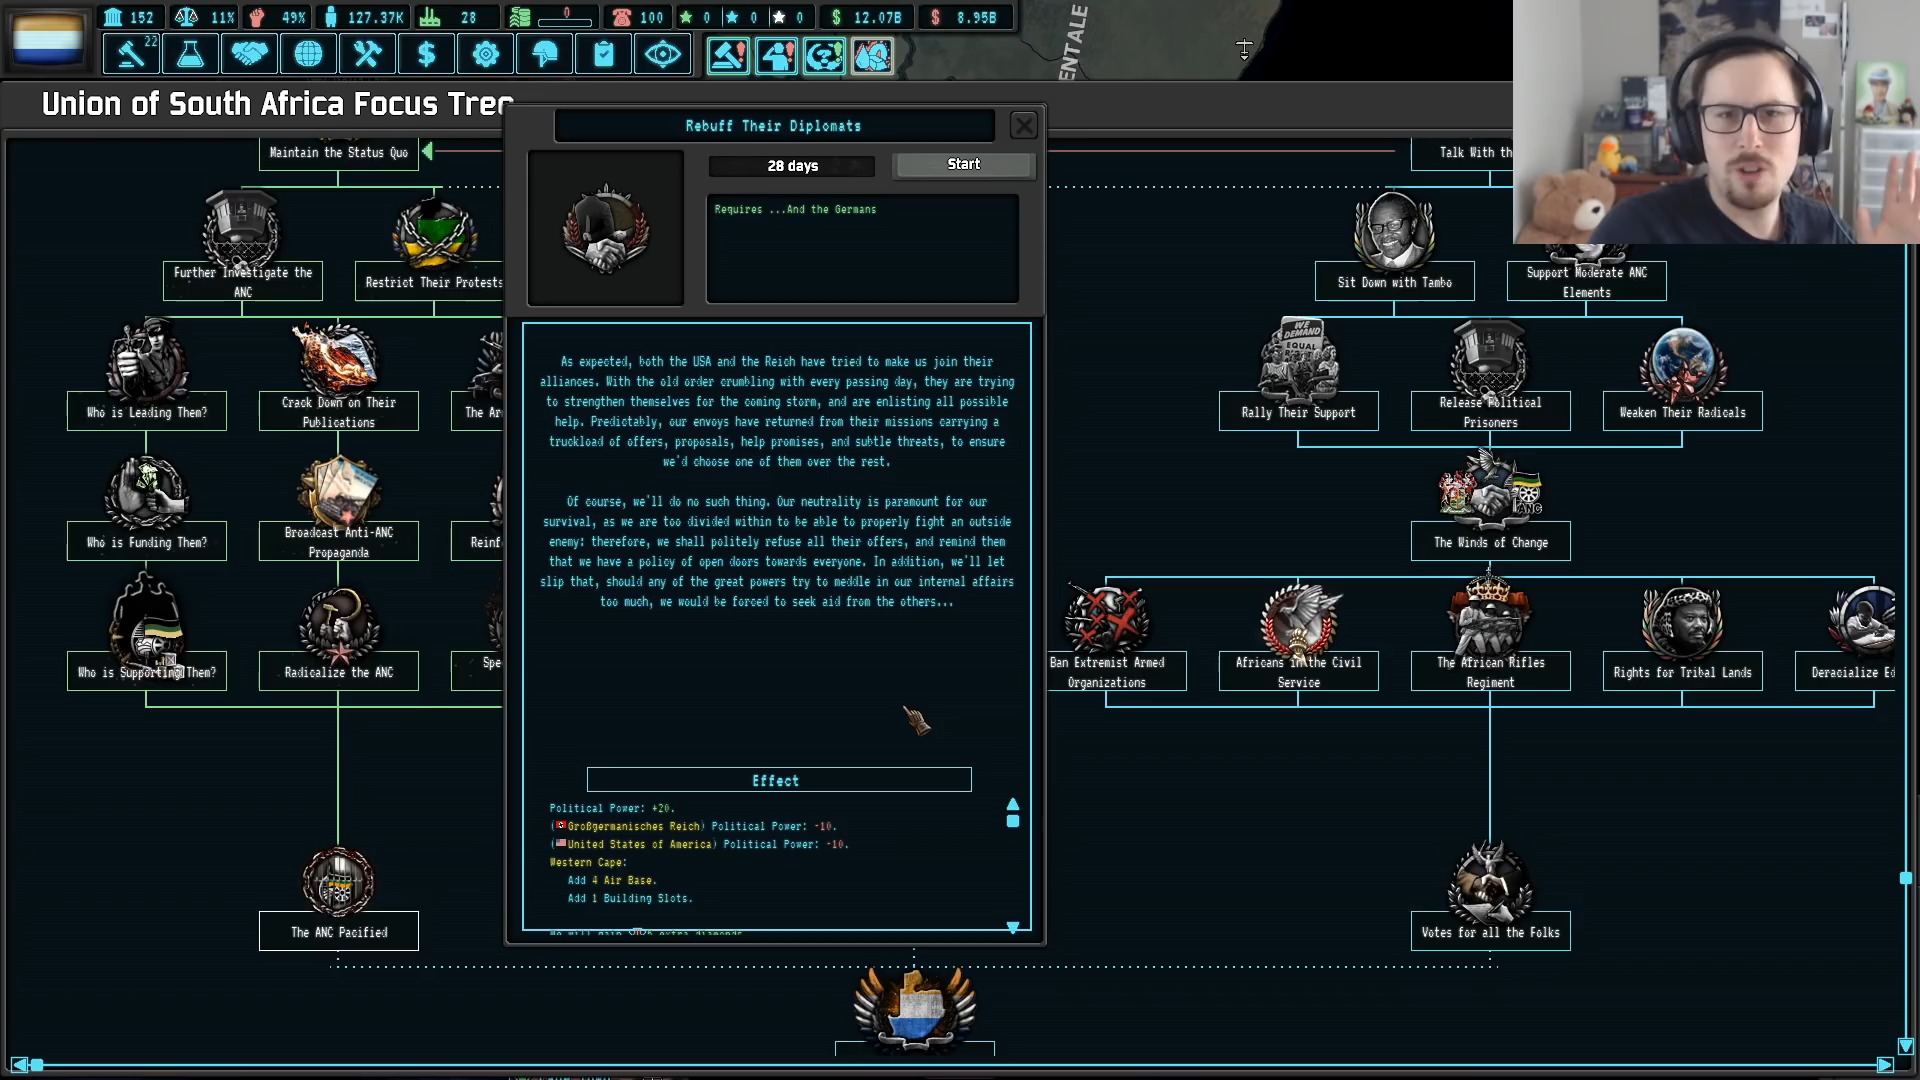 152 11% 49% 127.37K 28 0 100 0 0 0 $ 12.07B $ 8.95B
22
ENTALE
Union of South Africa Focus Tree
Rebuff Their Diplomats
28 days
Start
Requires ...And the Germans
As expected, both the USA and the Reich have tried to make us join their
alliances. With the old order crumbling with every passing day, they are trying
to strengthen themselves for the coming storm, and are enlisting all possible
help. Predictably, our envoys have returned from their missions carrying a
truckload of offers, proposals, help promises, and subtle threats, to ensure
we'd choose one of them over the rest.
Of course, we'll do no such thing. Our neutrality is paramount for our
survival, as we are too divided within to be able to properly fight an outside
enemy: therefore, we shall politely refuse all their offers, and remind them
that we have a policy of open doors towards everyone. In addition, we'll let
slip that, should any of the great powers try to meddle in our internal affairs
too much, we would be forced to seek aid from the others...
Effect
Political Power: +20.
(Großgermanisches Reich) Political Power: -10.
(United States of America) Political Power: -10.
Western Cape:
Add 4 Air Base.
Add 1 Building Slots.
Maintain the Status Quo
Further Investigate the
ANC
Restrict Their Protests
Who is Leading Them?
Crack Down on Their
Publications
The Ar
Who is Funding Them?
Broadcast Anti-ANC
Propaganda
Reinf
Who is Supporting Them?
Radicalize the ANC
Spe
The ANC Pacified
Talk With th
Sit Down with Tambo
Support Moderate ANC
Elements
WE
DEMAND
EQUAL
Rally Their Support
Release Political
Prisoners
Weaken Their Radicals
ANC
The Winds of Change
Ban Extremist Armed
Organizations
Africans in the Civil
Service
The African Rifles
Regiment
Rights for Tribal Lands
Deracialize Ed
Votes for all the Folks